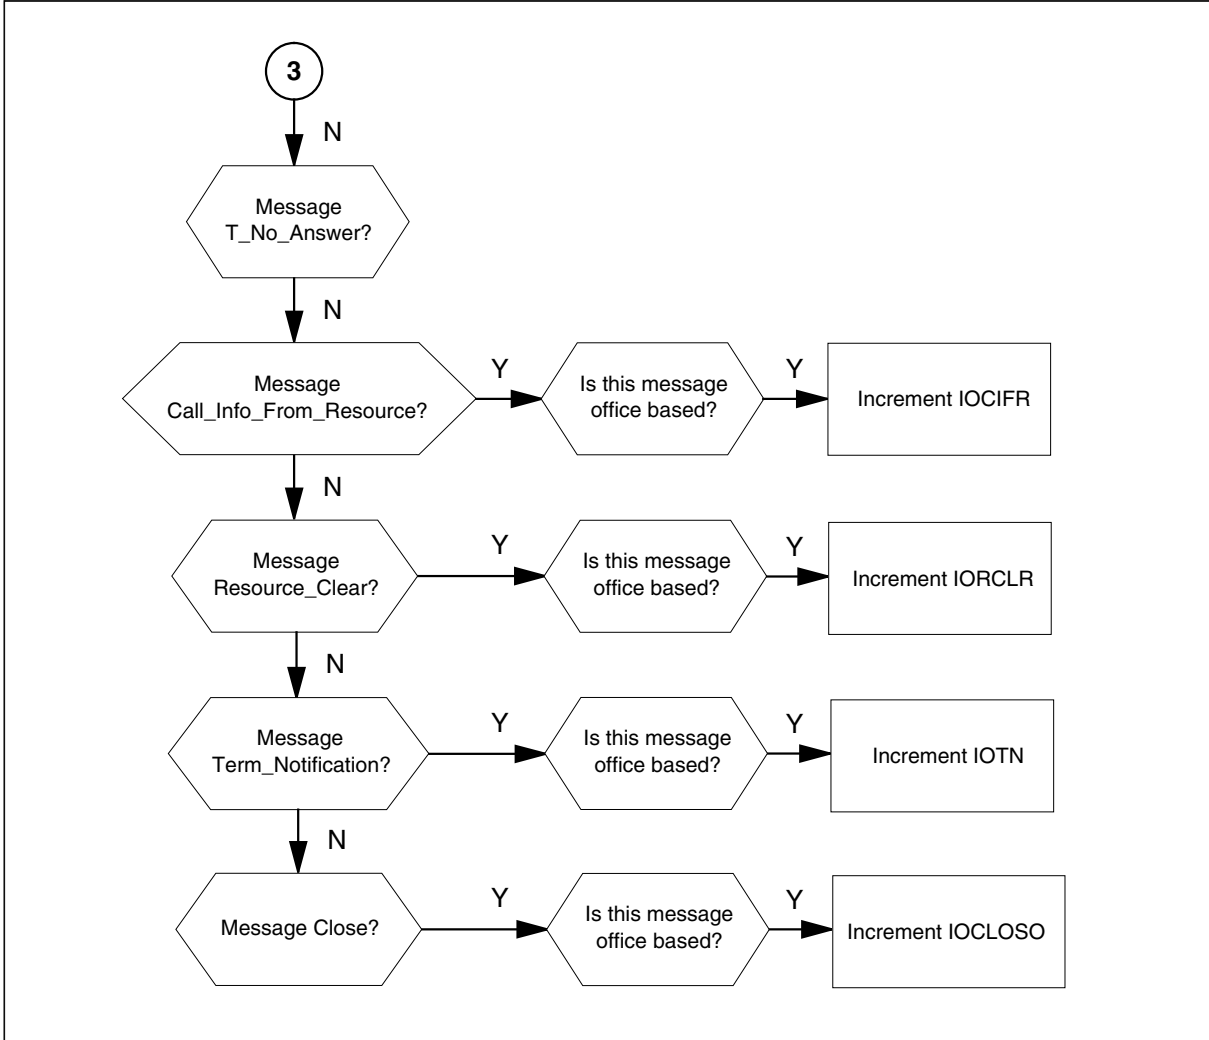 3
N
Message
T_No_Answer?
N
Message
Call_Info_From_Resource?
Y
Is this message
office based?
Y
Increment IOCIFR
N
Message
Resource_Clear?
Y
Is this message
office based?
Y
Increment IORCLR
N
Message
Term_Notification?
Y
Is this message
office based?
Y
Increment IOTN
N
Message Close?
Y
Is this message
office based?
Y
Increment IOCLOSO